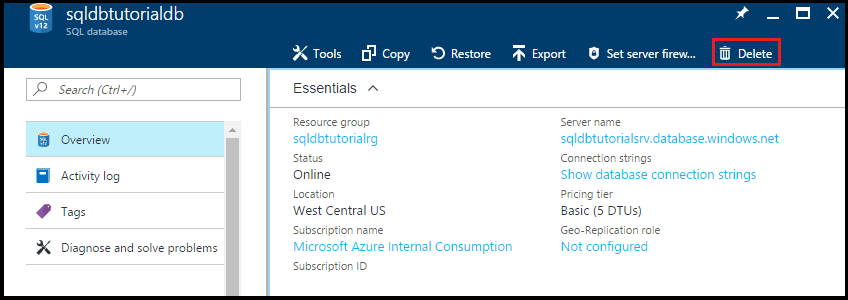 sqldbtutorialdb
SQL database
SQL
v12
Tools Copy Restore Export Set server firew... Delete
Search (Ctrl+/)
Overview
Activity log
Tags
Diagnose and solve problems
Essentials
Resource group Server name
sqldbtutorialrg sqldbtutorialsrv.database.windows.net
Status Connection strings
Online Show database connection strings
Location Pricing tier
West Central US Basic (5 DTUs)
Subscription name Geo-Replication role
Microsoft Azure Internal Consumption Not configured
Subscription ID